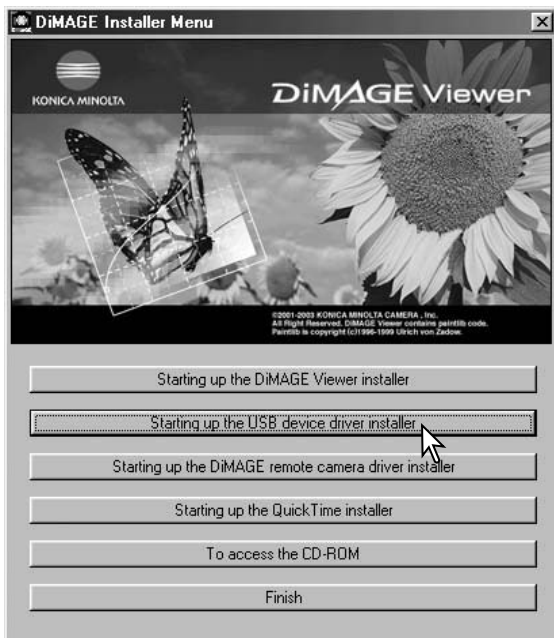 DiMAGE Installer Menu
KONICA MINOLTA
DiMAGE Viewer
©2001-2003 KONICA MINOLTA CAMERA , Inc.
All Right Reserved. DiMAGE Viewer contains paintlib code.
Paintlib is copyright (c)1996-1999 Ulrich von Zadow.
Starting up the DiMAGE Viewer installer
Starting up the USB device driver installer
Starting up the DiMAGE remote camera driver installer
Starting up the QuickTime installer
To access the CD-ROM
Finish